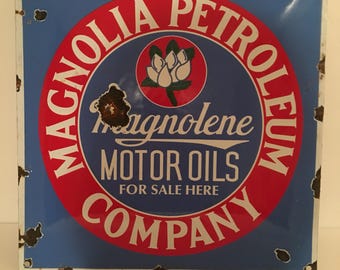 MAGNOLIA PETROLEUM
Magnolene
MOTOR OILS
FOR SALE HERE
COMPANY